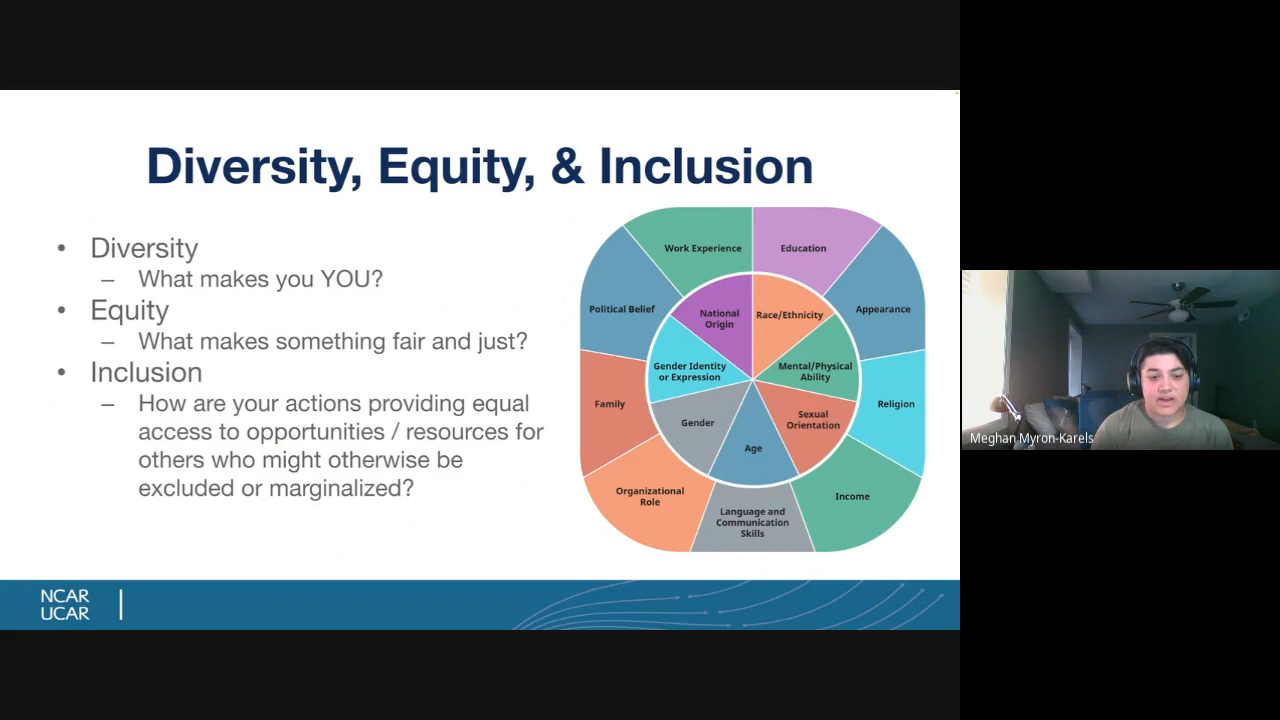 Diversity, Equity, & Inclusion
• Diversity
– What makes you YOU?
• Equity
– What makes something fair and just?
• Inclusion
– How are your actions providing equal
access to opportunities / resources for
others who might otherwise be
excluded or marginalized?
Work Experience
Education
Political Belief
Appearance
National
Origin
Race/Ethnicity
Gender Identity
or Expression
Mental/Physical
Ability
Family
Religion
Gender
Sexual
Orientation
Age
Organizational
Role
Income
Language and
Communication
Skills
NCAR
UCAR
Meghan Myron-Karels